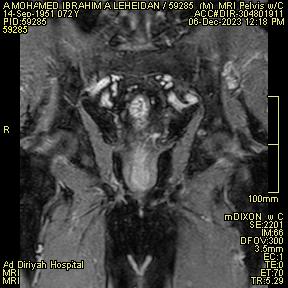 A MOHAMED IBRAHIM A LEHEIDAN / 59285 (M) MRI Pelvis w/C
14-Sep-1951 072Y ACC#DIR-304801911
PID:59285 06-Dec-2023 12:18 PM
59285
R
100mm
mDIXON_w C
SE:2201
IM:66
DFOV:300
3.5mm
EC:1
Ad Diriyah Hospital TE:0
MRI ET:70
MRI TR:5.29